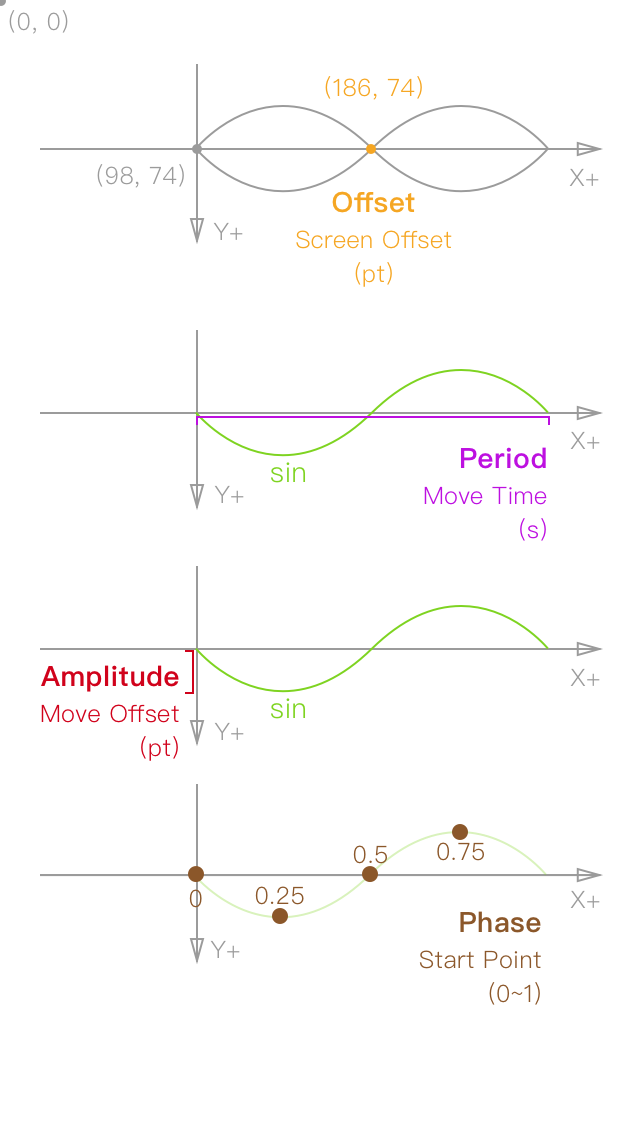 (0, 0)
(186, 74)
(98, 74)
X+
Offset
Y+
Screen Offset
(pt)
X+
Period
sin
Y+
Move Time
(s)
Amplitude
X+
sin
Move Offset
Y+
(pt)
0.5
0.75
0
0.25
X+
Phase
Y+
Start Point
(0~1)